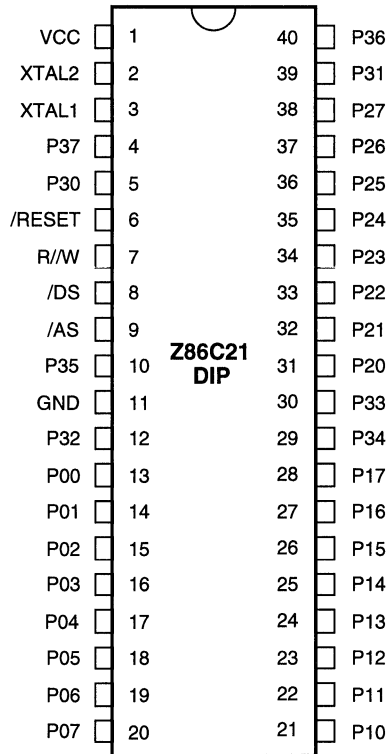 VCC 1 40 P36
XTAL2 2 39 P31
XTAL1 3 38 P27
P37 4 37 P26
P30 5 36 P25
/RESET 6 35 P24
R//W 7 34 P23
/DS 8 33 P22
/AS 9 32 P21
Z86C21
P35 10 31 P20
DIP
GND 11 30 P33
P32 12 29 P34
P00 13 28 P17
P01 14 27 P16
P02 15 26 P15
P03 16 25 P14
P04 17 24 P13
P05 18 23 P12
P06 19 22 P11
P07 20 21 P10